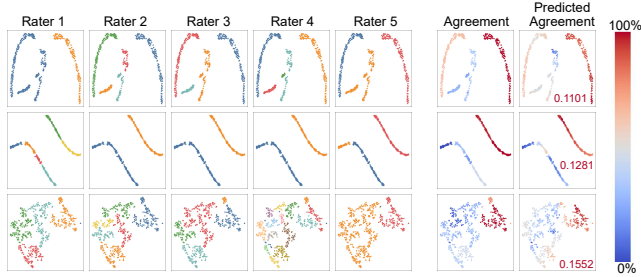 Rater 1 Rater 2 Rater 3 Rater 4 Rater 5 Agreement Predicted Agreement 100%
0.1101
0.1281
0.1552
0%